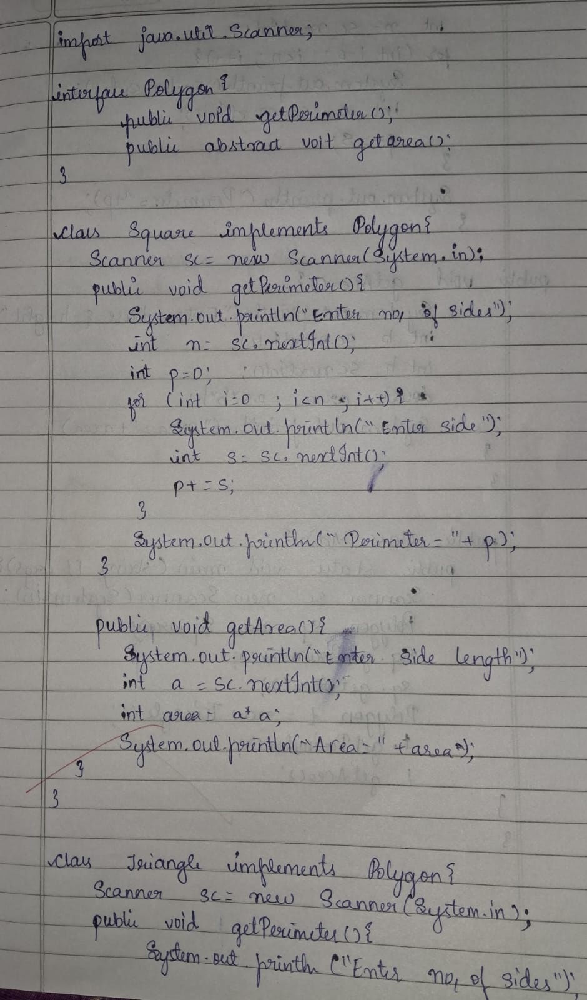 import java.util.Scanner;
interface Polygon{
public void getPerimeter();
public abstract voit getarea();
}
class Square implements Polygon{
Scanner sc= new Scanner(System.in);
public void getPerimeter(){
System.out.println("Enter no, of sides");
int n= sc.nextInt();
int p=0;
for (int i=0 ; i<n ; i++){
System.out.println("Enter side");
int s= sc.nextInt();
p+=s;
}
System.out.println("Perimeter="+ p);
}
public void getArea(){
System.out.println("Enter side length");
int a = sc.nextInt();
int area= a*a;
System.out.println("Area=" +area");
}
}
class Triangle implements Polygon{
Scanner sc= new Scanner(System.in);
public void getPerimeter(){
System.out.println("Enter no, of sides");